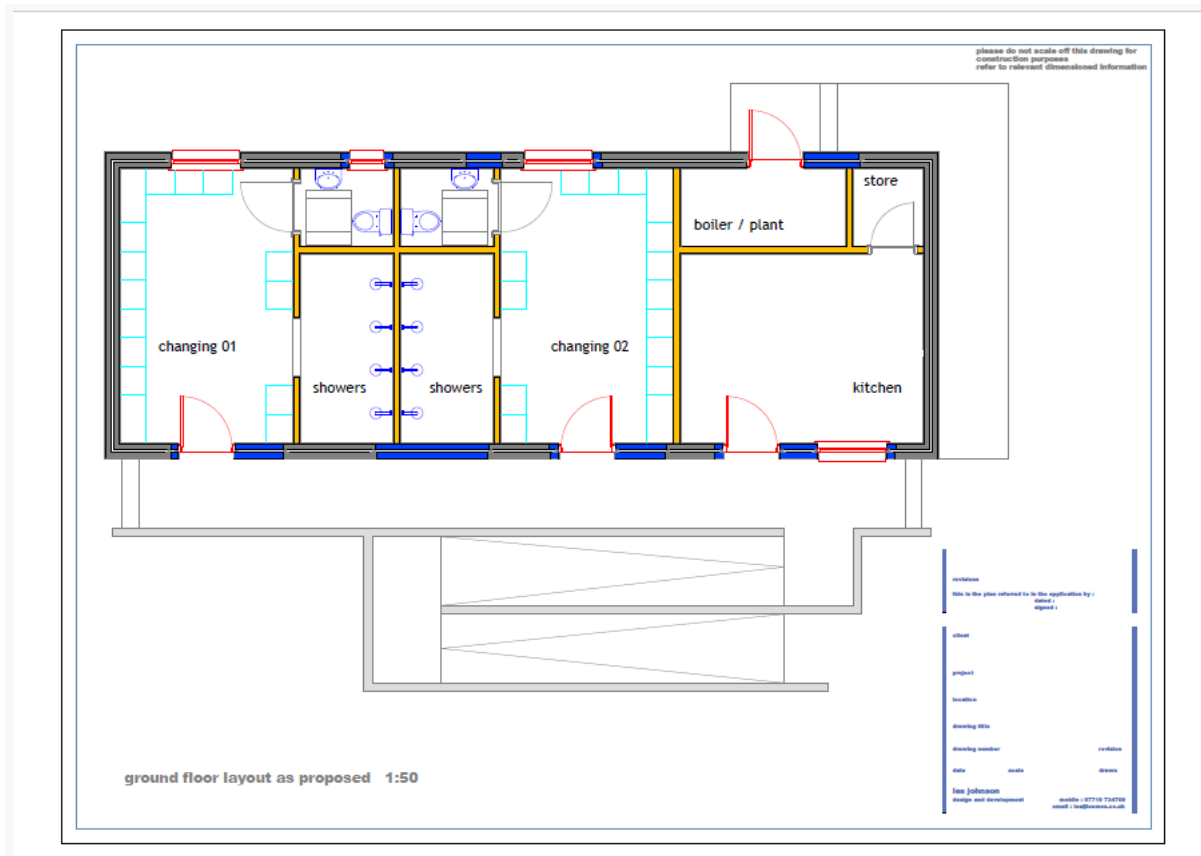 please do not scale off this drawing for
construction purposes
refer to relevant dimensioned information
store
boiler / plant
changing 01
changing 02
showers
showers
kitchen
revisions
this is the plan referred to in the application by :
dated :
signed :
client
project
location
drawing title
drawing number revision
date scale drawn
ground floor layout as proposed 1:50
design and development mobile :
email :